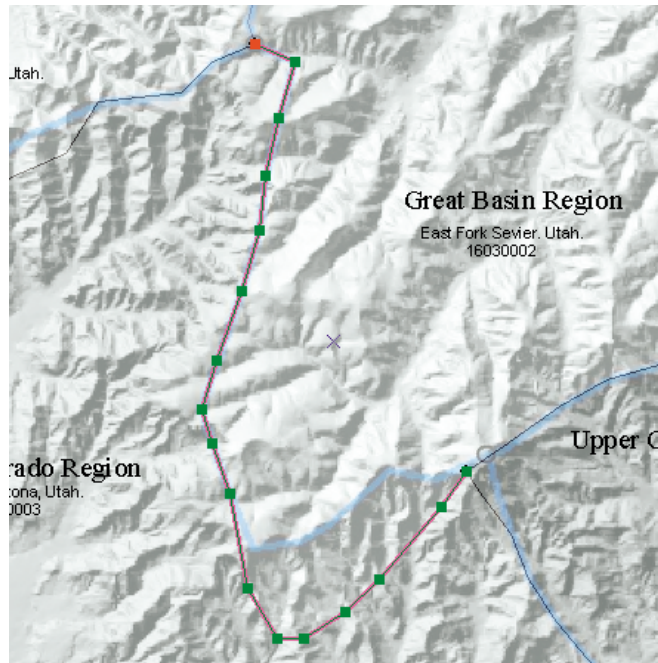 Utah.
Great Basin Region
East Fork Sevier. Utah.
16030002
Upper
rado Region
zona, Utah.
0003